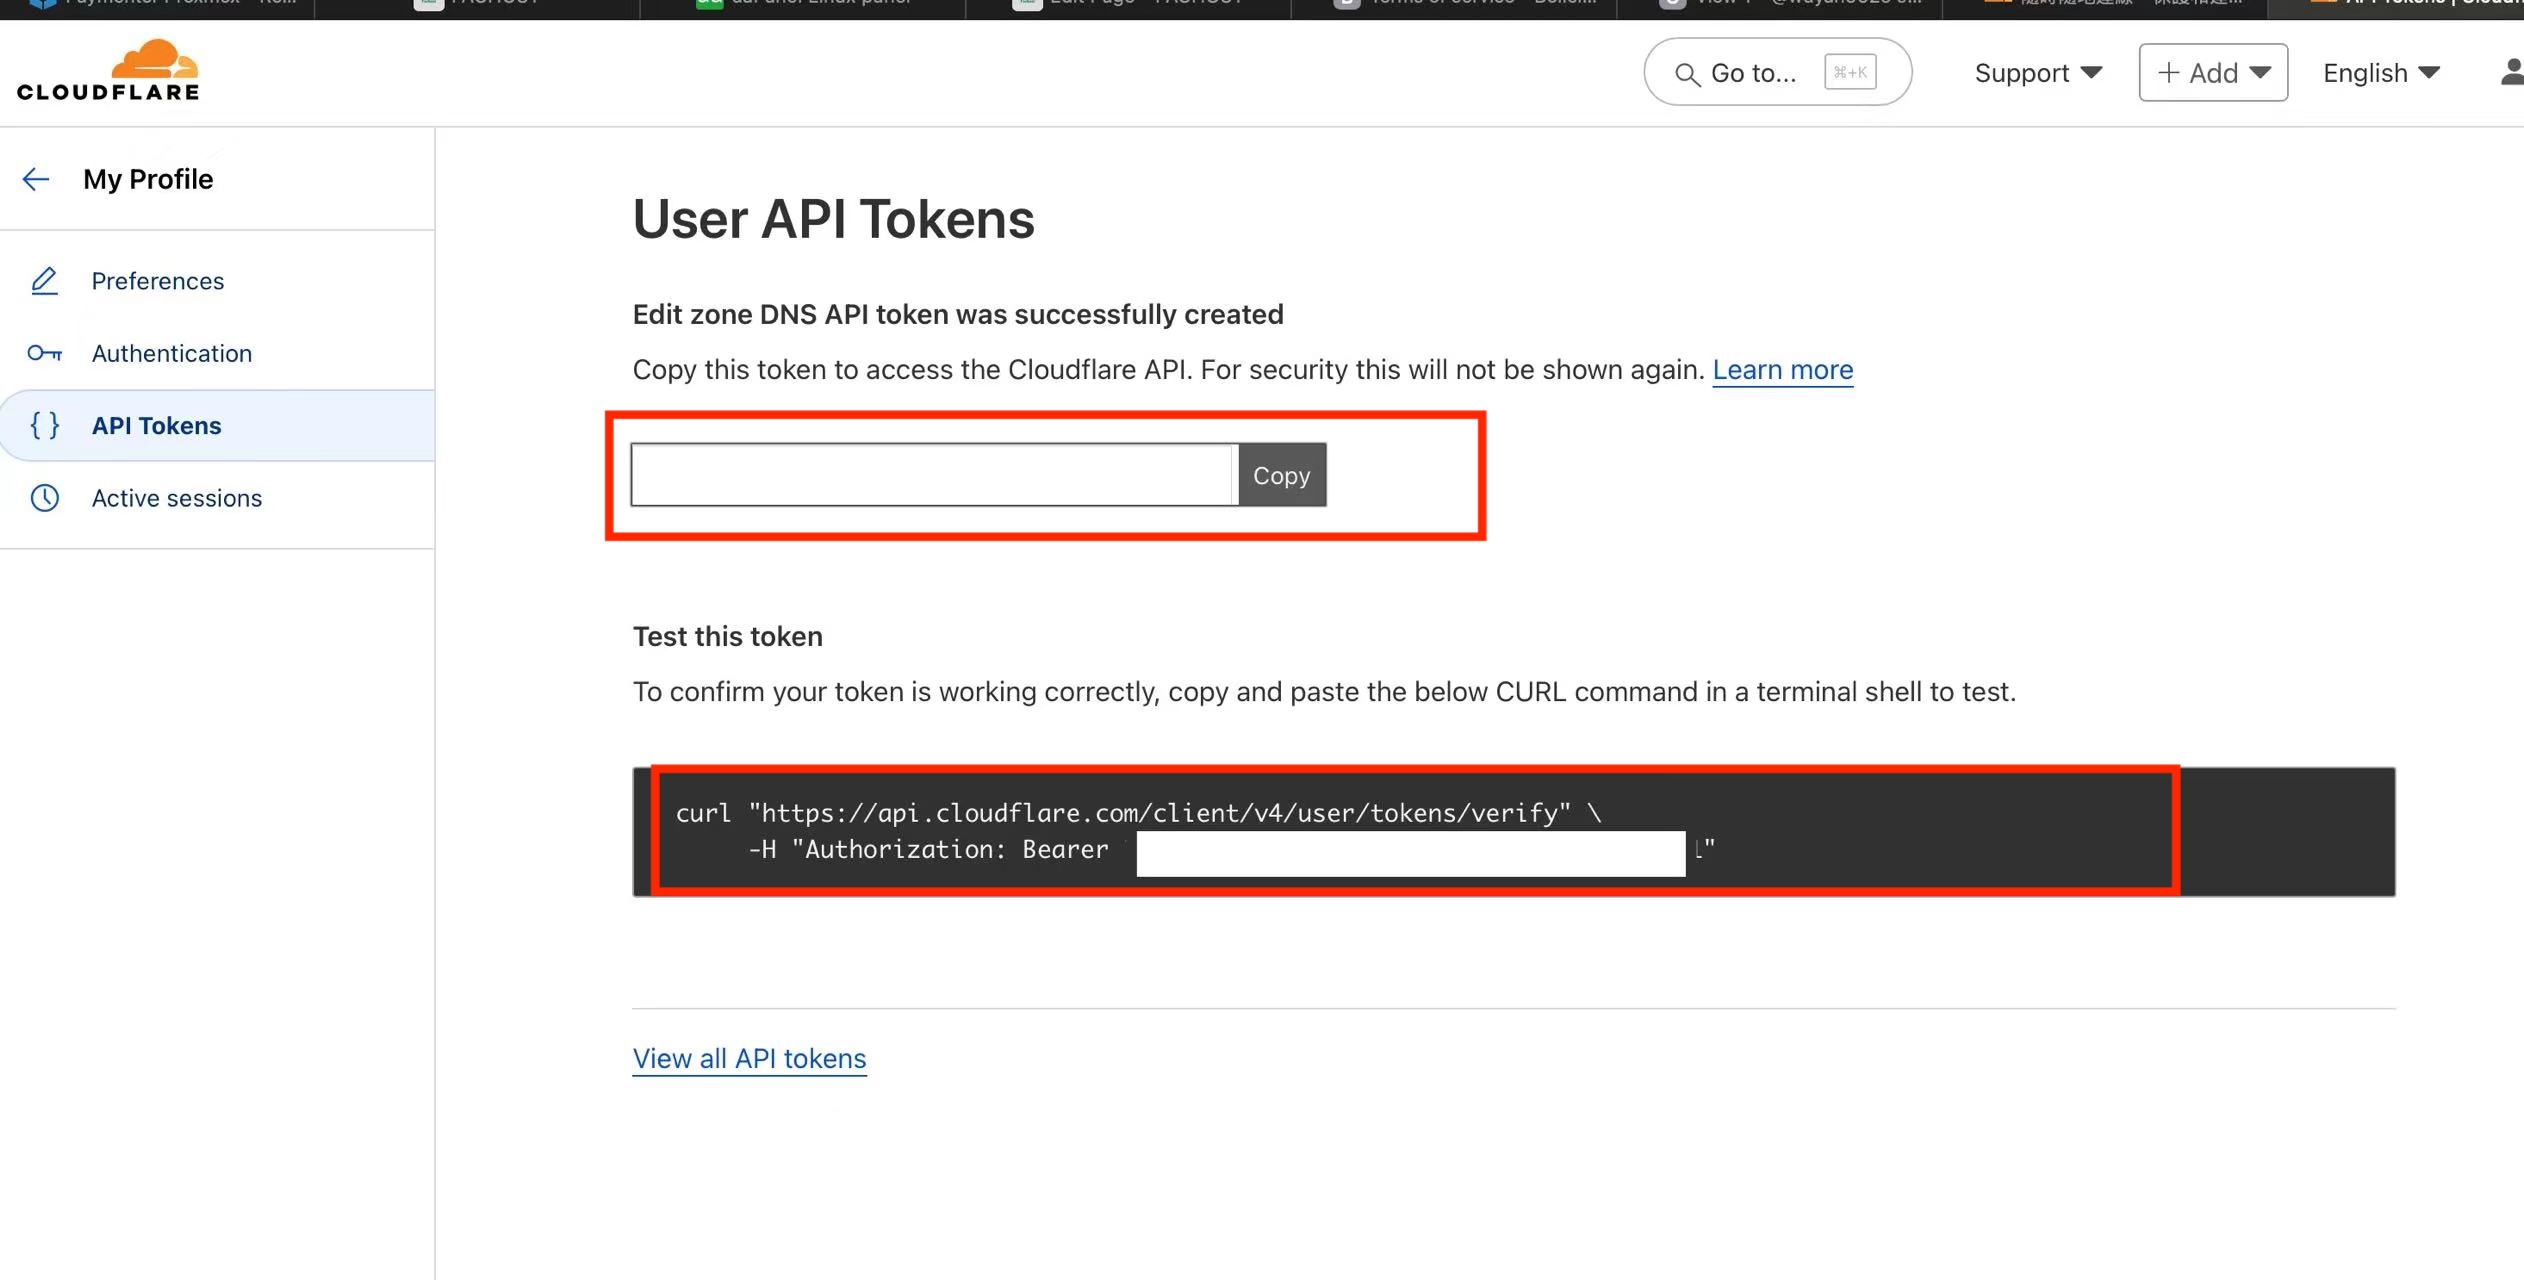 CLOUDFLARE
Go to...
⌘+K
Support
+ Add
English
My Profile
Preferences
Authentication
API Tokens
Active sessions
User API Tokens
Edit zone DNS API token was successfully created
Copy this token to access the Cloudflare API. For security this will not be shown again. Learn more
Copy
Test this token
To confirm your token is working correctly, copy and paste the below CURL command in a terminal shell to test.
curl "https://api.cloudflare.com/client/v4/user/tokens/verify" \
-H "Authorization: Bearer "
View all API tokens